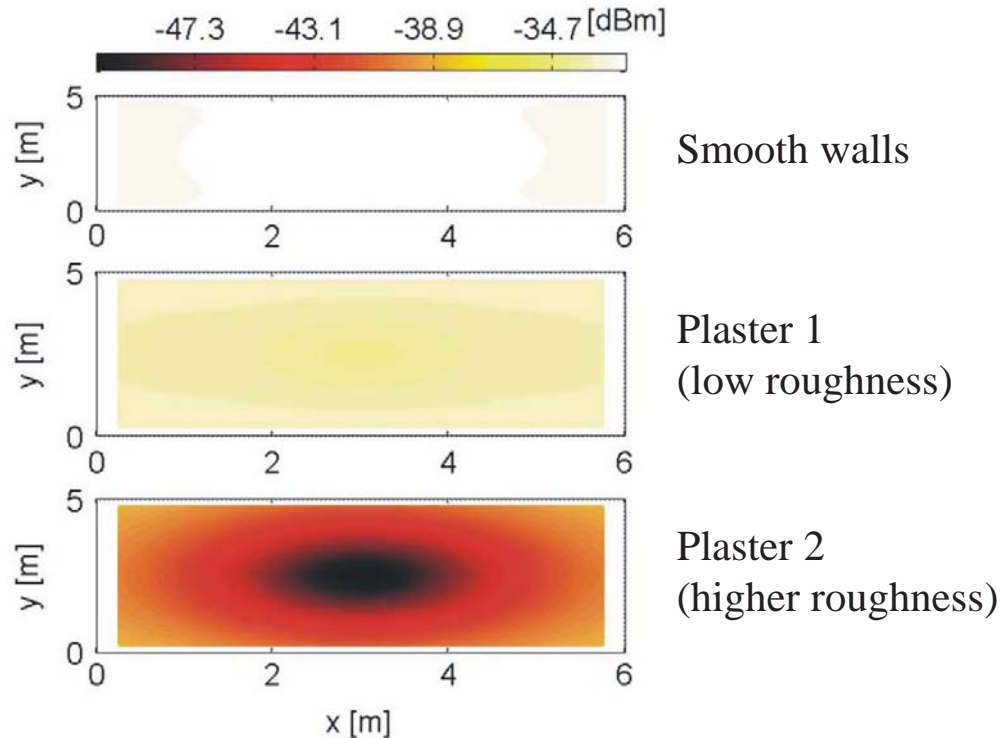 -47.3 -43.1 -38.9 -34.7 [dBm]
5
y [m]
0
0 2 4 6
Smooth walls
5
y [m]
0
0 2 4 6
Plaster 1
(low roughness)
5
y [m]
0
0 2 4 6
x [m]
Plaster 2
(higher roughness)